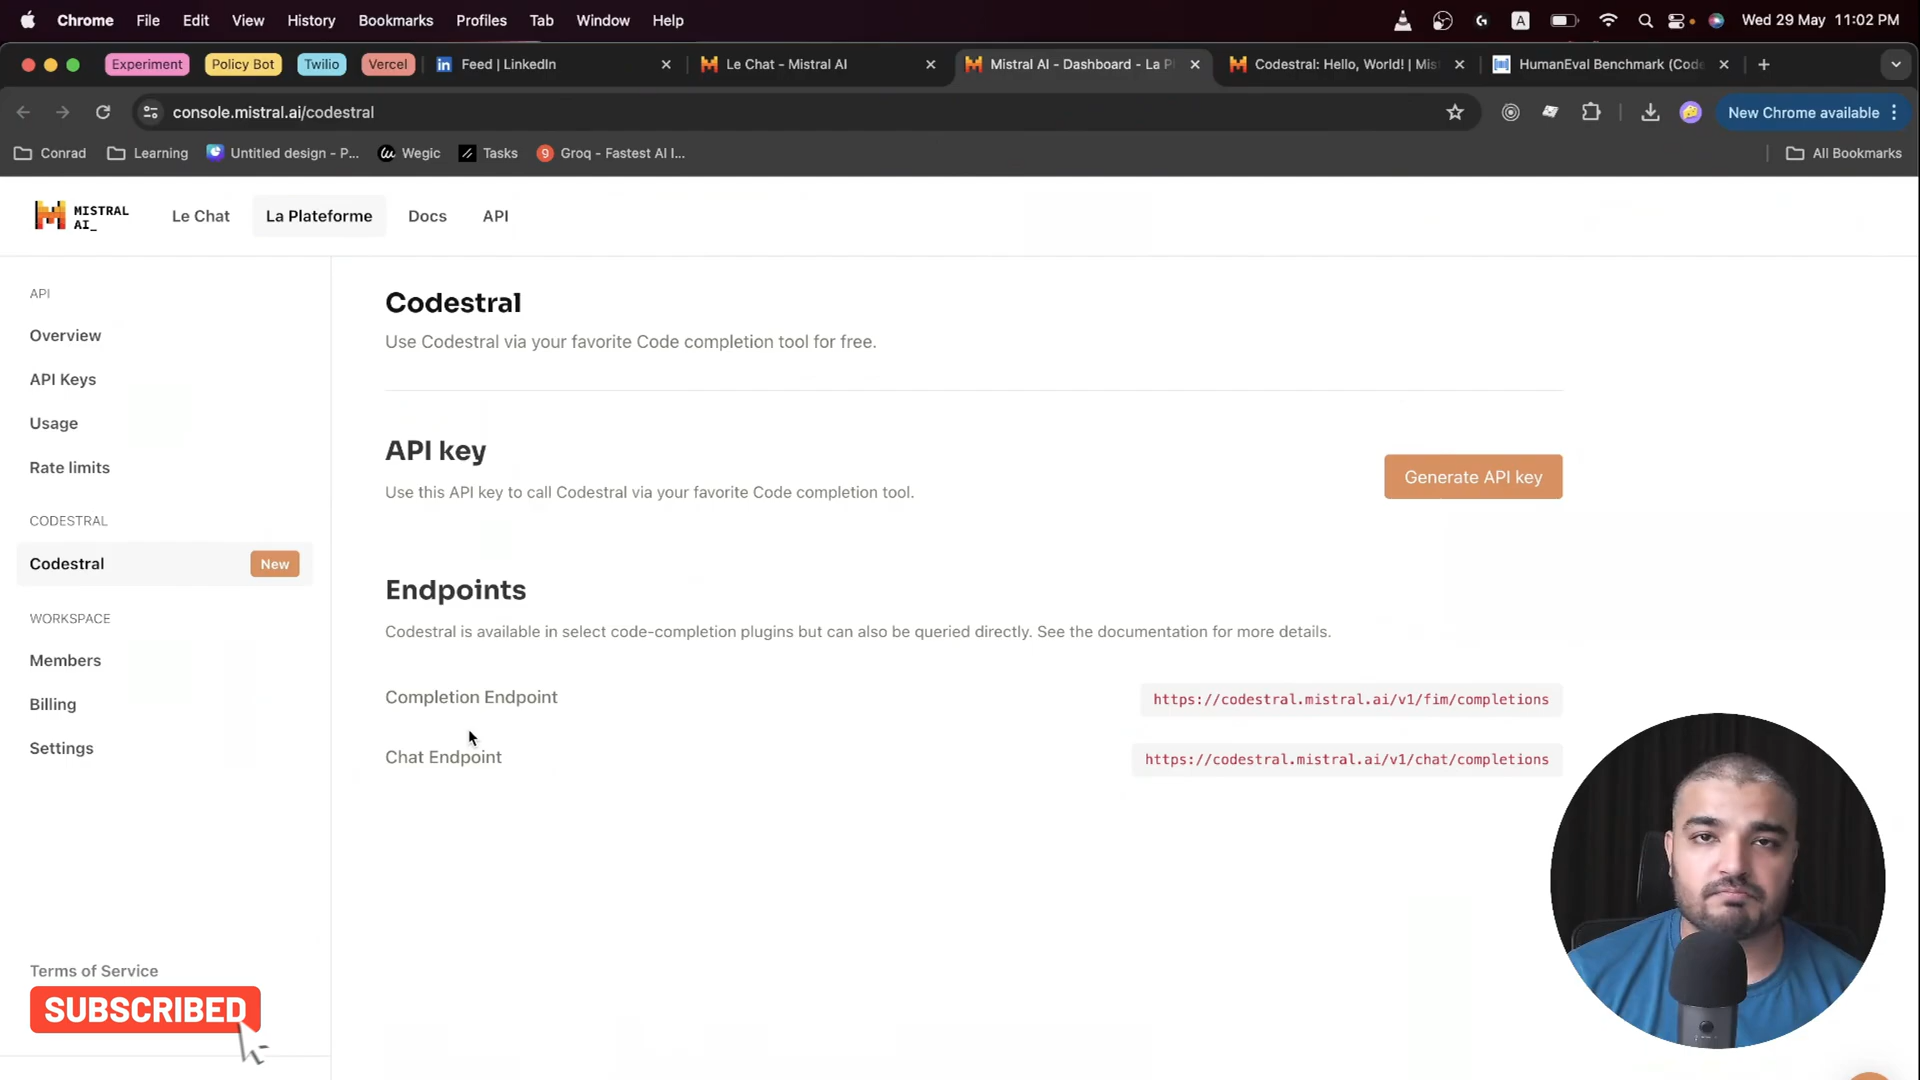 Chrome File Edit View History Bookmarks Profiles Tab Window Help A Wed 29 May 11:02 PM
Experiment Policy Bot Twilio Vercel in Feed | LinkedIn Le Chat - Mistral AI Mistral AI - Dashboard - La P Codestral: Hello, World! | Mis HumanEval Benchmark (Cod
console.mistral.ai/codestral New Chrome available
Conrad Learning Untitled design - P... Wegic Tasks Groq - Fastest AI I... All Bookmarks
MISTRAL
AI_
Le Chat La Plateforme Docs API
API
Overview
API Keys
Usage
Rate limits
CODESTRAL
Codestral New
WORKSPACE
Members
Billing
Settings
Terms of Service
SUBSCRIBED
Codestral
Use Codestral via your favorite Code completion tool for free.
API key
Use this API key to call Codestral via your favorite Code completion tool.
Generate API key
Endpoints
Codestral is available in select code-completion plugins but can also be queried directly. See the documentation for more details.
Completion Endpoint https://codestral.mistral.ai/v1/fim/completions
Chat Endpoint https://codestral.mistral.ai/v1/chat/completions